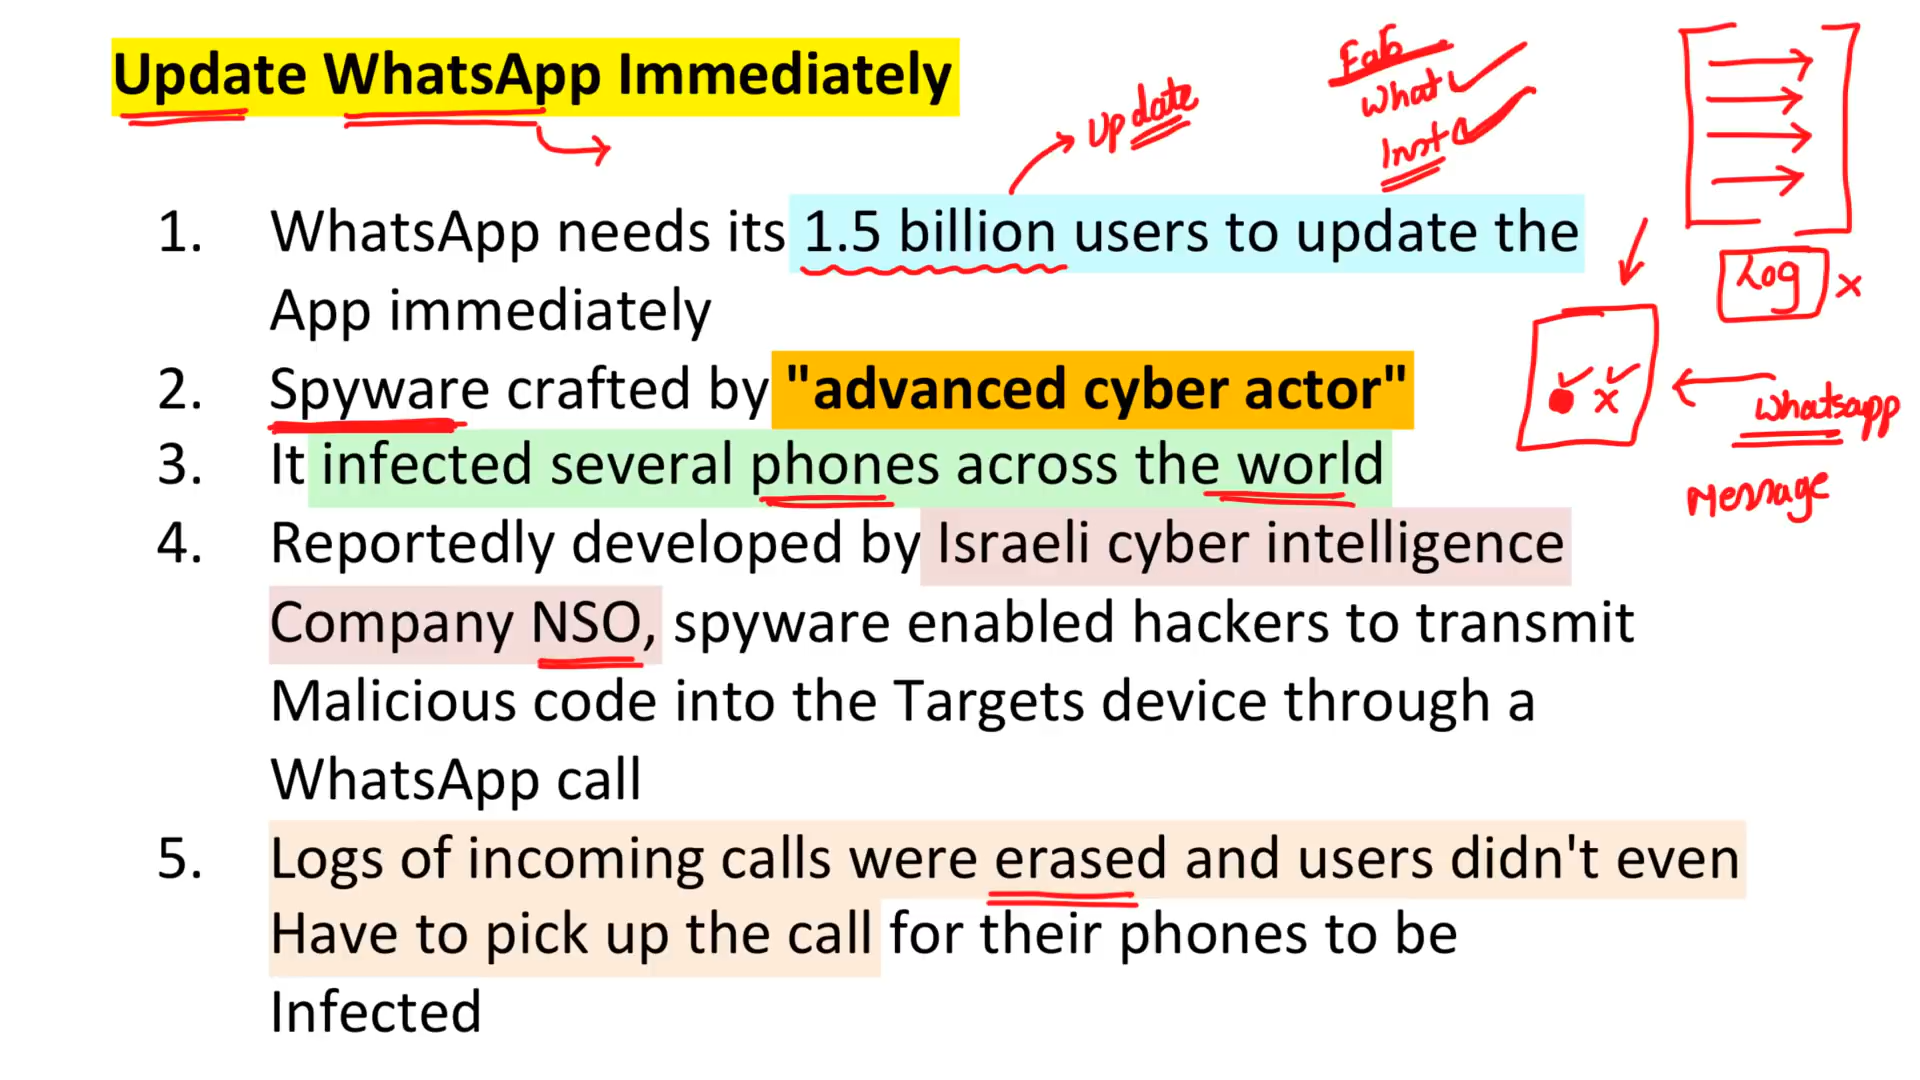 Update WhatsApp Immediately
Update
Fab
What
Inst
1. WhatsApp needs its 1.5 billion users to update the
App immediately
Log x
2. Spyware crafted by "advanced cyber actor"
x
Whatsapp
Message
3. It infected several phones across the world
4. Reportedly developed by Israeli cyber intelligence
Company NSO, spyware enabled hackers to transmit
Malicious code into the Targets device through a
WhatsApp call
5. Logs of incoming calls were erased and users didn't even
Have to pick up the call for their phones to be
Infected